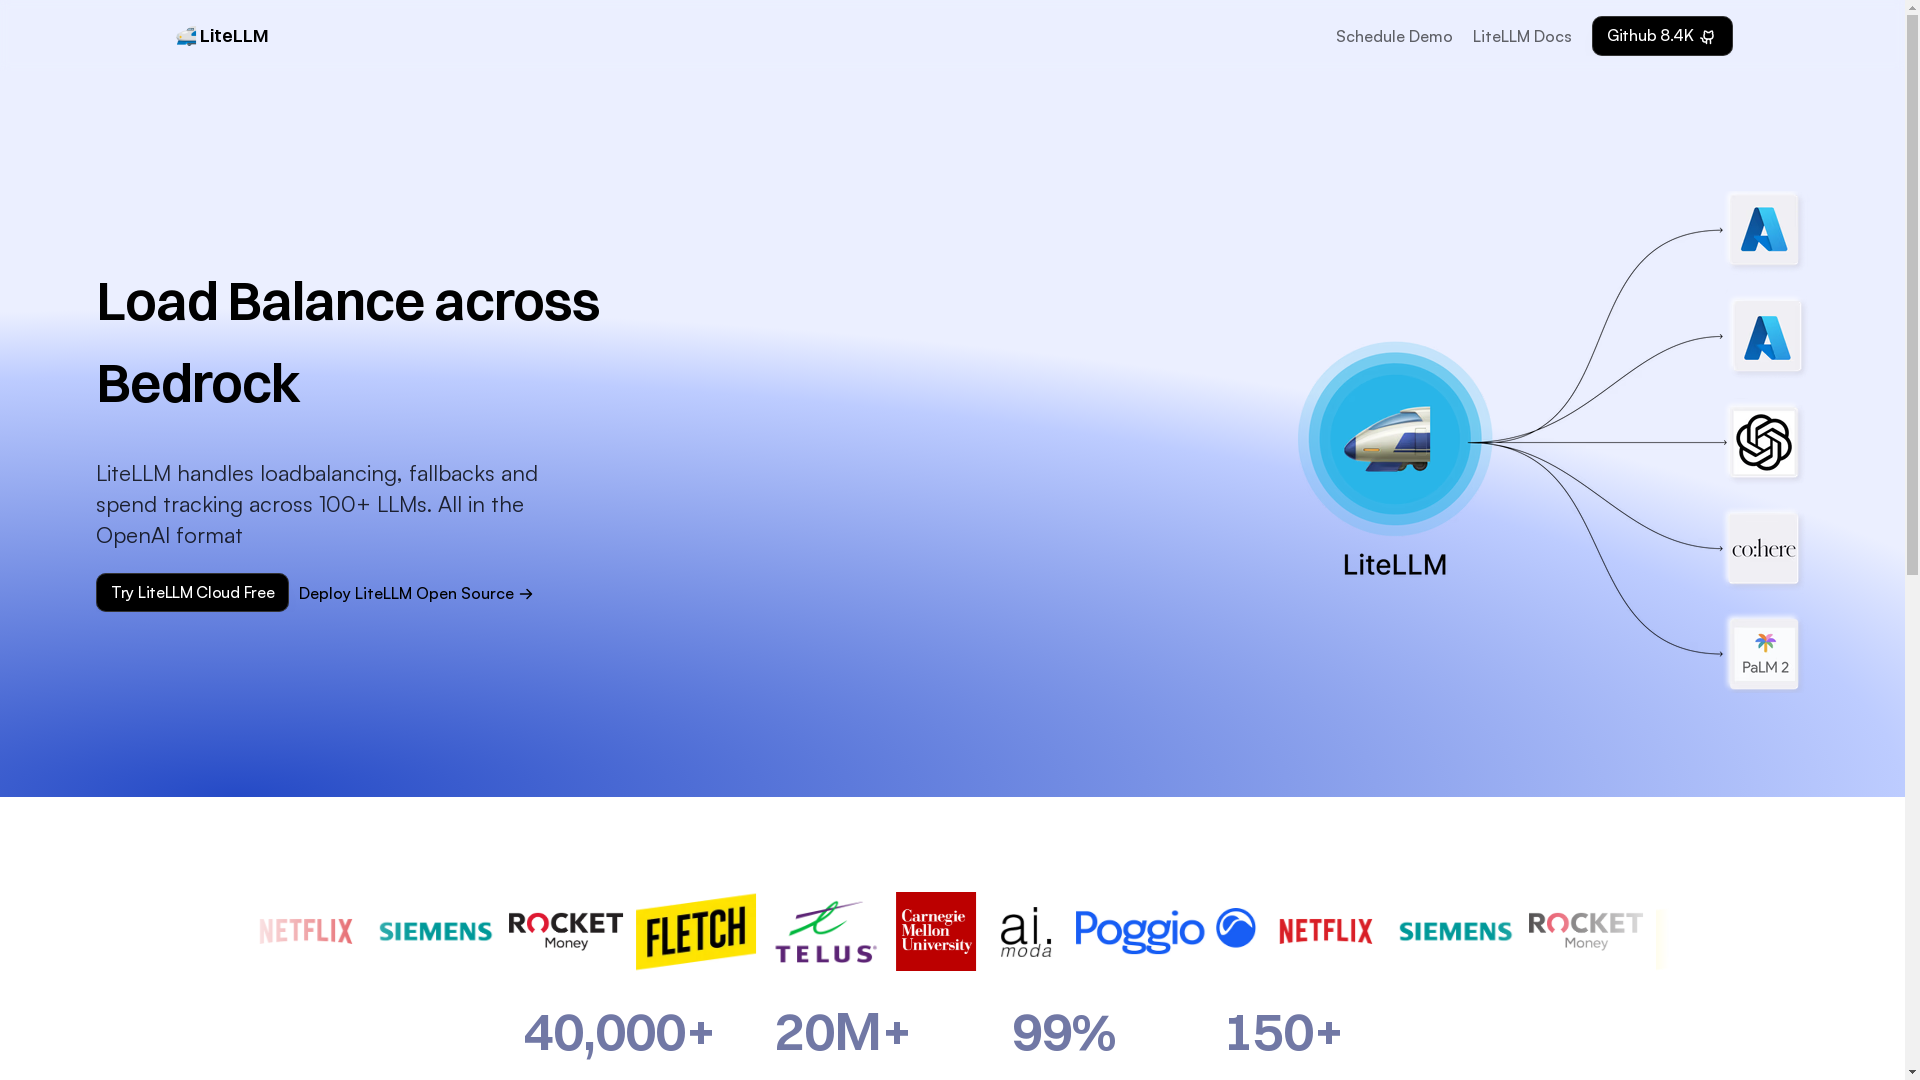 LiteLLM
Schedule Demo
LiteLLM Docs
Github 8.4K
Load Balance across
Bedrock
LiteLLM handles loadbalancing, fallbacks and
spend tracking across 100+ LLMs. All in the
OpenAI format
Try LiteLLM Cloud Free
Deploy LiteLLM Open Source →
LiteLLM
co:here
PaLM 2
NETFLIX
SIEMENS
ROCKET
Money
FLETCH
TELUS
Carnegie
Mellon
University
ai.
moda
Poggio
NETFLIX
SIEMENS
ROCKET
Money
40,000+
20M+
99%
150+